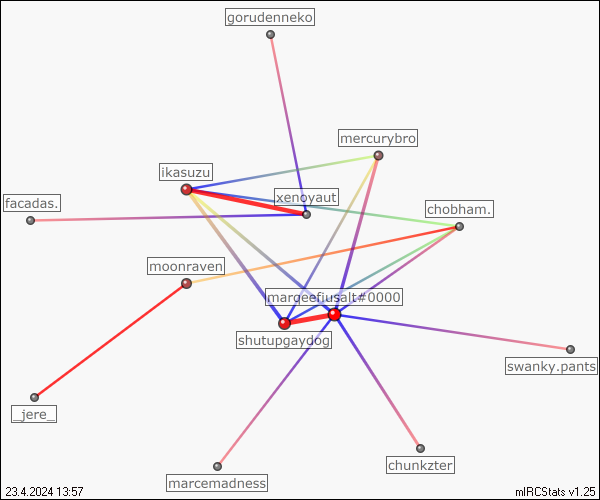 gorudenneko
mercurybro
ikasuzu
xenoyaut
facadas.
chobham.
moonraven
marqeefiusalt#0000
shutupgaydog
swanky.pants
_jere_
chunkzter
marcemadness
23.4.2024 13:57
mIRCStats v1.25